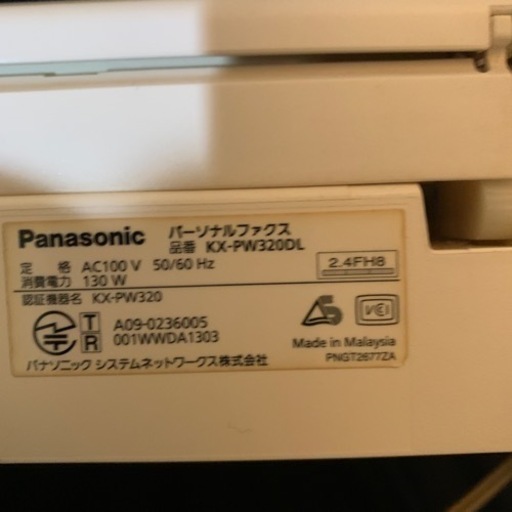 Panasonic パーソナルファクス
品番 KX-PW320DL
定 格 AC100 V 50/60 Hz
消費電力 130 W
2.4FH8
認証機器名 KX-PW320
T A09-0236005
R 001WWDA1303
VCI
Made in Malaysia
パナソニック システムネットワークス株式会社
PNGT2677ZA